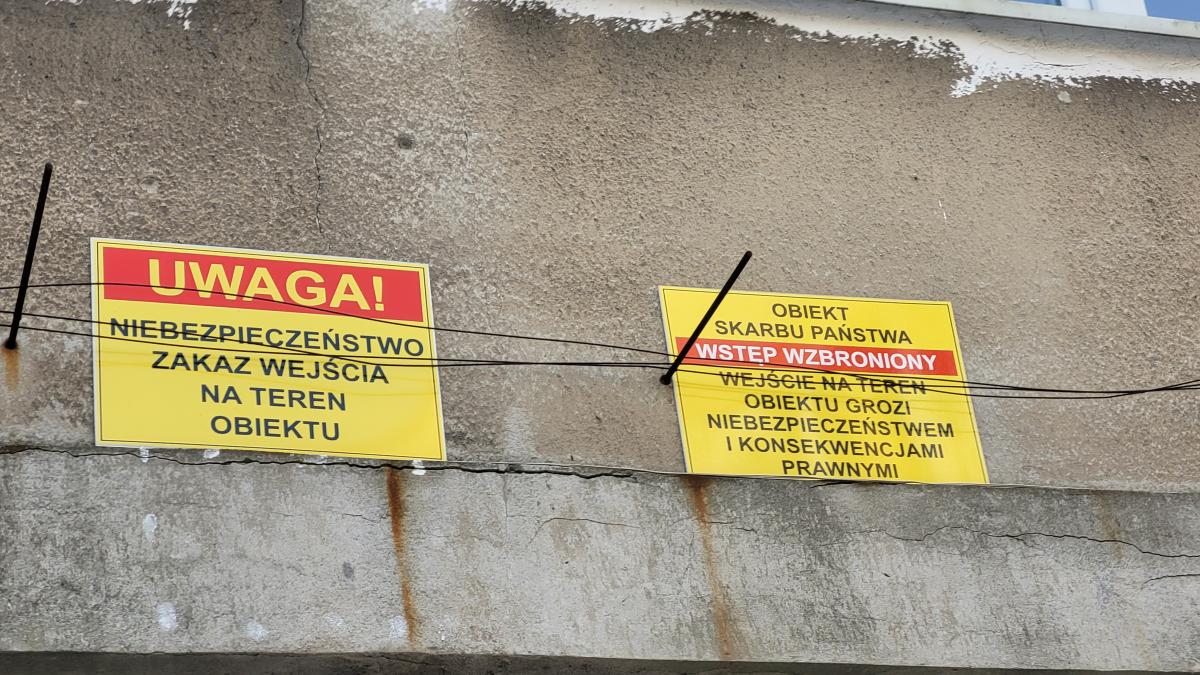 UWAGA!
NIEBEZPIECZEŃSTWO
ZAKAZ WEJŚCIA
NA TEREN
OBIEKTU
OBIEKT
SKARBU PAŃSTWA
WSTĘP WZBRONIONY
WEJŚCIE NA TEREN
OBIEKTU GROZI
NIEBEZPIECZEŃSTWEM
I KONSEKWENCJAMI
PRAWNYMI